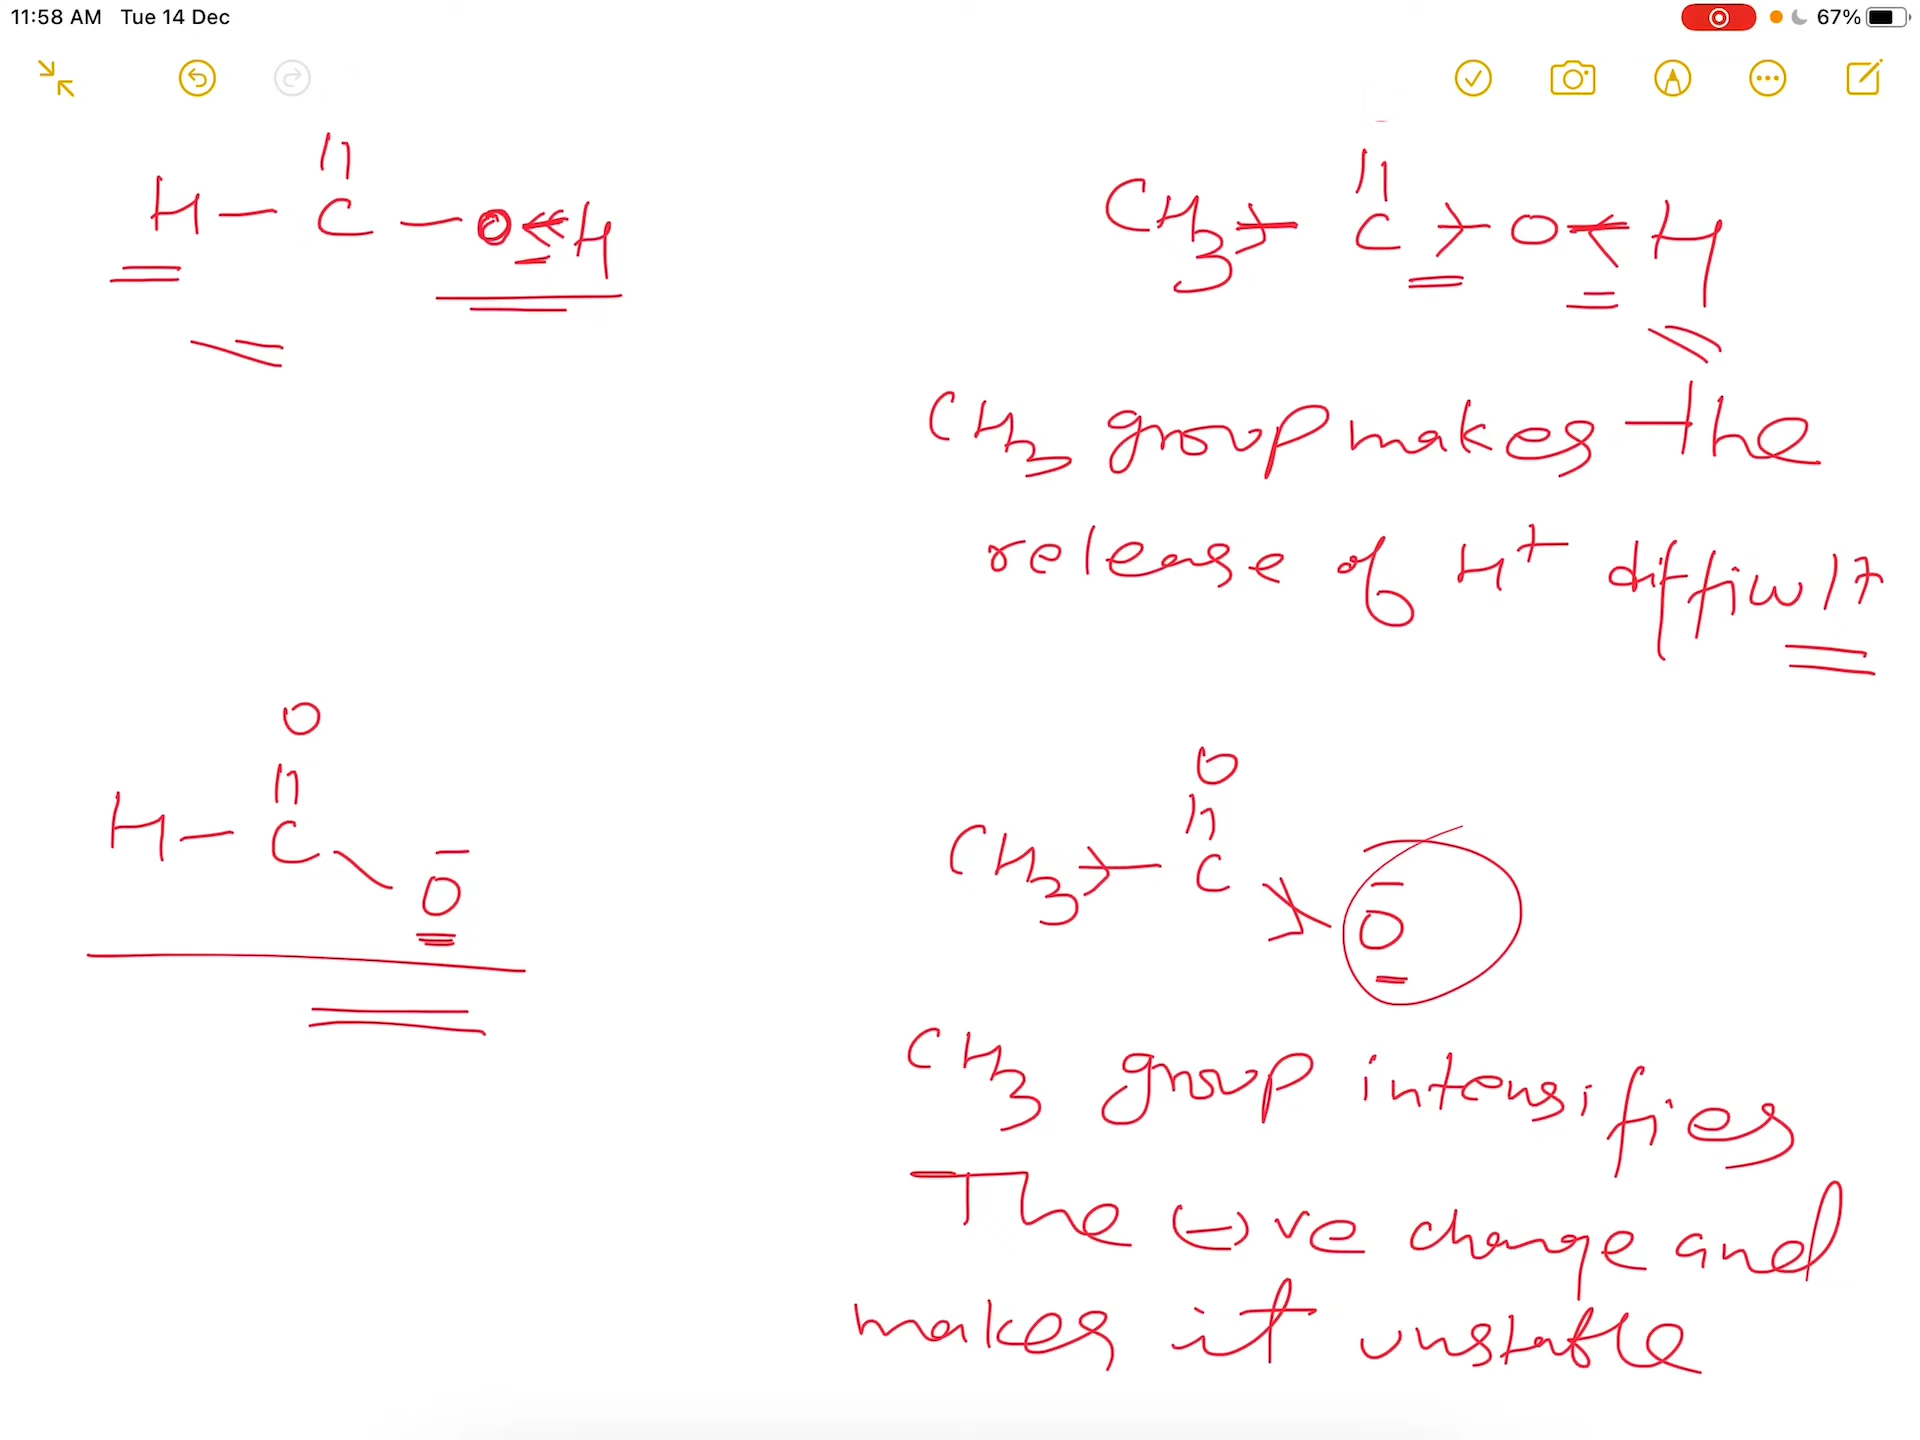 11:58 AM Tue 14 Dec 67%
H - C - O H
CH3 C O H
CH3 group makes the
release of H+ difficult
O
H - C
O-
O
CH3 C
O-
CH3 group intensifies
The (-)ve charge and
makes it unstable